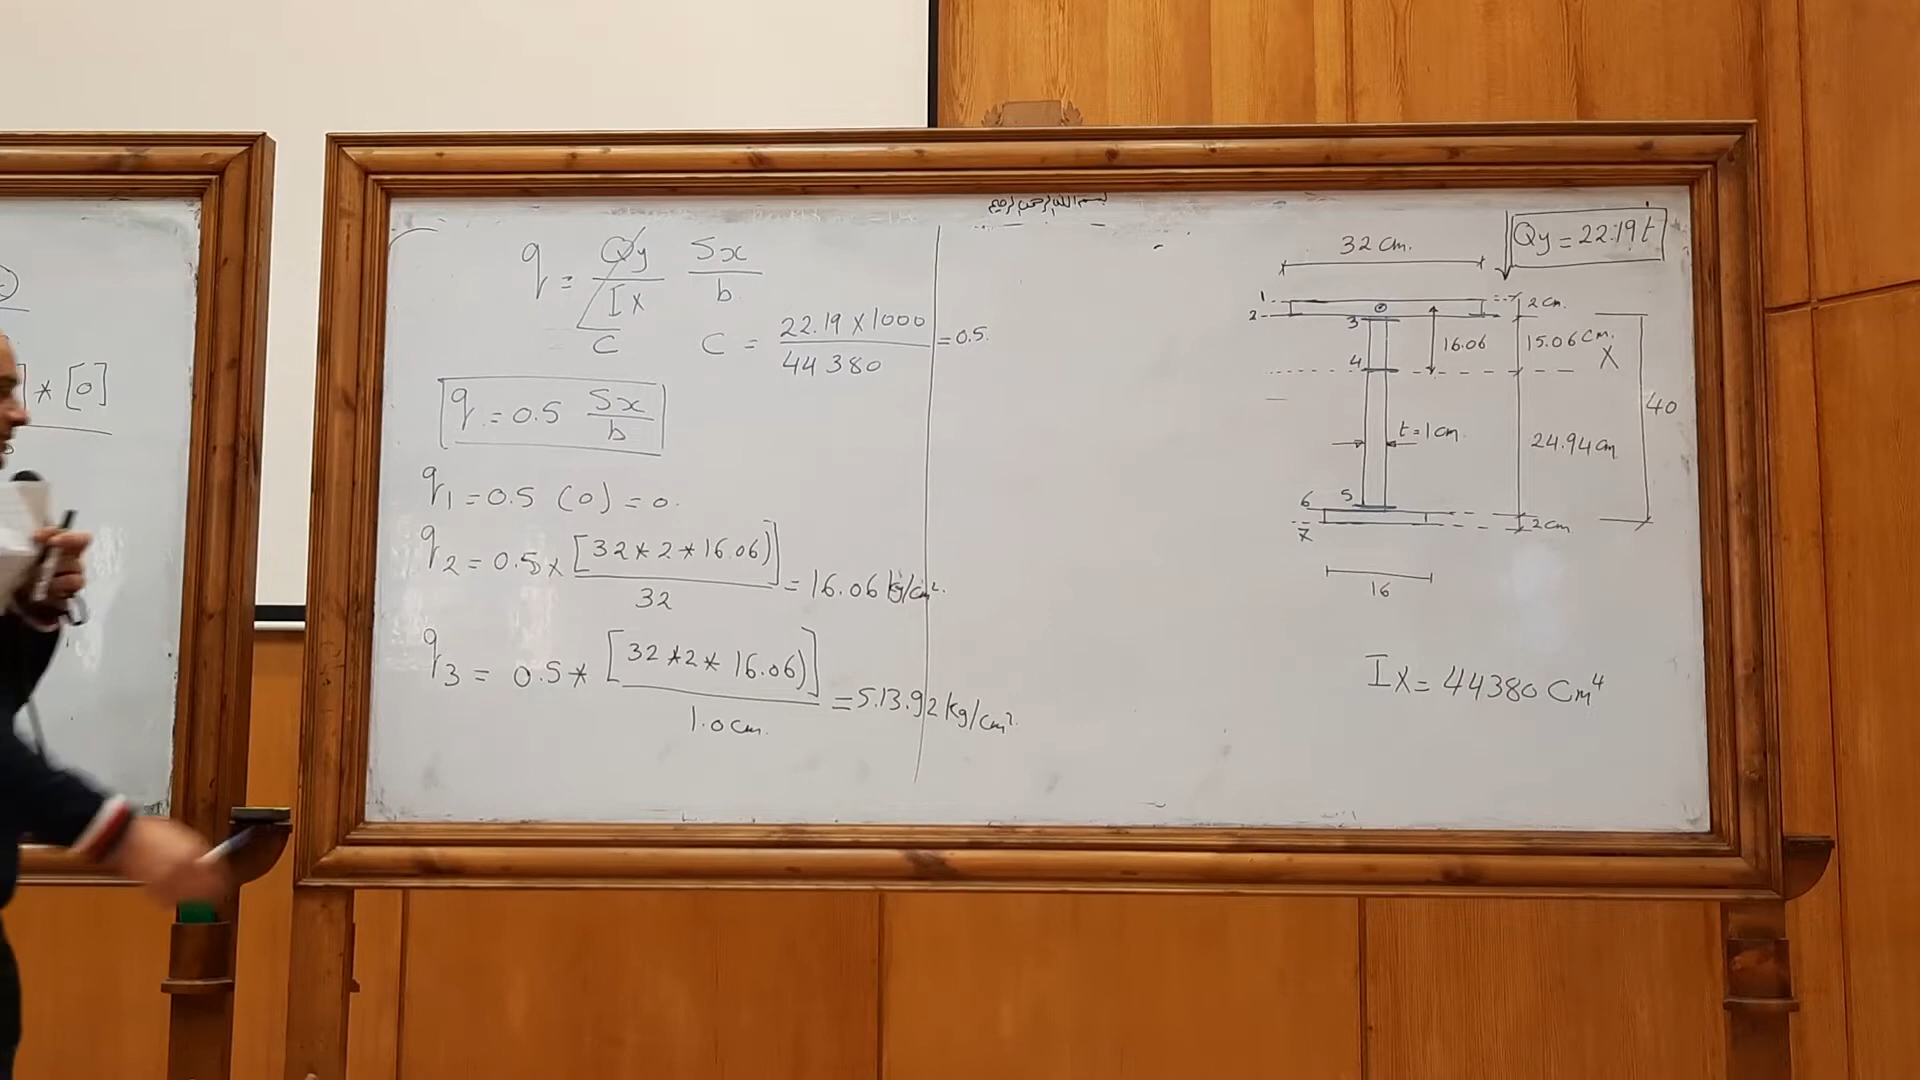 بسم الله الرحمن الرحيم
q = Qy/Ix Sx/b
C
C = 22.19 x 1000 / 44380 = 0.5.
q = 0.5 Sx/b
q1 = 0.5 (0) = 0.
q2 = 0.5 x [32*2*16.06)] / 32 = 16.06 kg/cm².
q3 = 0.5 * [32*2*16.06)] / 1.0 cm. = 513.92 kg/cm².
* [0]
32 cm.
Qy = 22.19 t
1
2
3
2 cm.
4
16.06
15.06 cm.
X
40
t = 1 cm.
24.94 cm
6
5
7
2 cm
16
Ix = 44380 Cm⁴